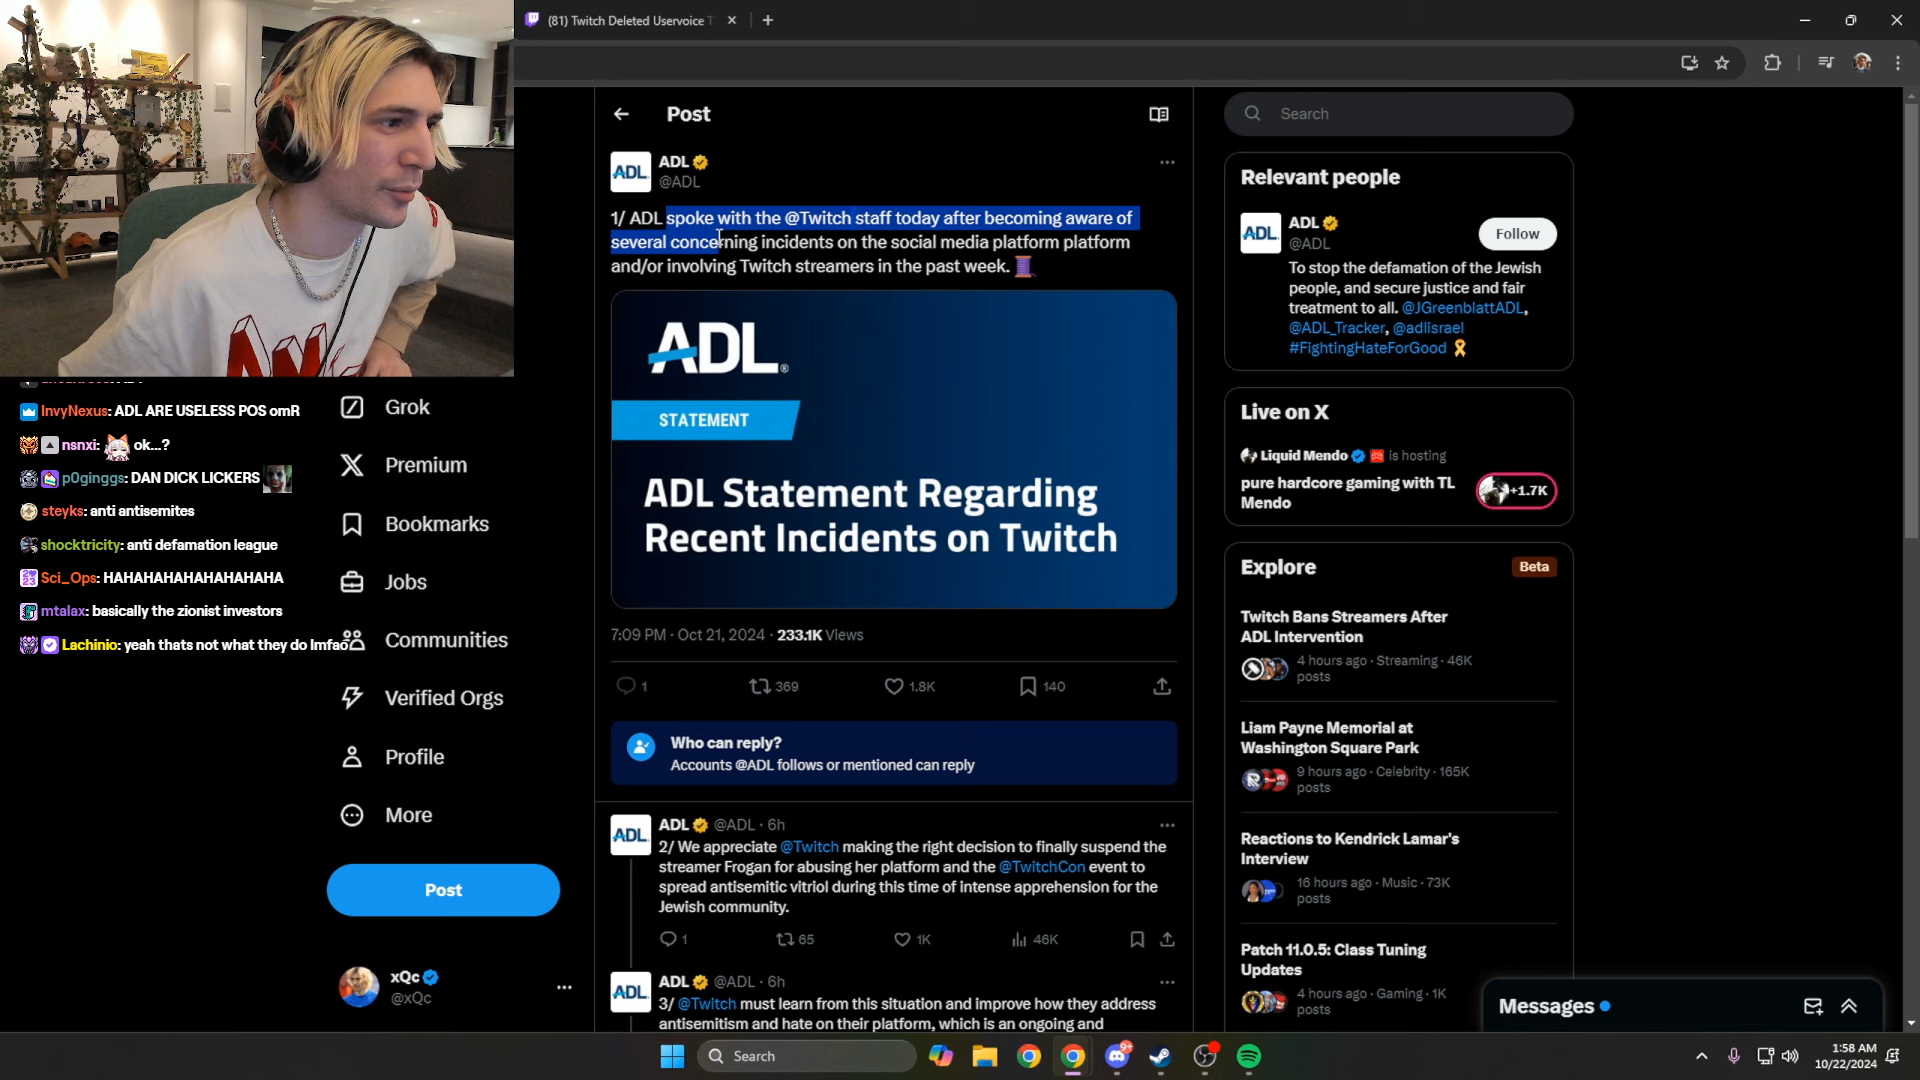 (81) Twitch Deleted Uservoice T
Post
Search
ADL
@ADL
1/ ADL spoke with the @Twitch staff today after becoming aware of
several concerning incidents on the social media platform platform
and/or involving Twitch streamers in the past week.
ADL
STATEMENT
ADL Statement Regarding
Recent Incidents on Twitch
7:09 PM · Oct 21, 2024 · 233.1K Views
1
369
1.8K
140
Who can reply?
Accounts @ADL follows or mentioned can reply
ADL @ADL · 6h
2/ We appreciate @Twitch making the right decision to finally suspend the
streamer Frogan for abusing her platform and the @TwitchCon event to
spread antisemitic vitriol during this time of intense apprehension for the
Jewish community.
1
65
1K
46K
ADL @ADL · 6h
3/ @Twitch must learn from this situation and improve how they address
antisemitism and hate on their platform, which is an ongoing and
Relevant people
ADL
@ADL
Follow
To stop the defamation of the Jewish
people, and secure justice and fair
treatment to all. @JGreenblattADL,
@ADL_Tracker, @adlisrael
#FightingHateForGood
Live on X
Liquid Mendo is hosting
pure hardcore gaming with TL
Mendo
+1.7K
Explore
Beta
Twitch Bans Streamers After
ADL Intervention
4 hours ago · Streaming · 46K
posts
Liam Payne Memorial at
Washington Square Park
9 hours ago · Celebrity · 165K
posts
Reactions to Kendrick Lamar's
Interview
16 hours ago · Music · 73K
posts
Patch 11.0.5: Class Tuning
Updates
4 hours ago · Gaming · 1K
posts
Messages
InvyNexus: ADL ARE USELESS POS omR
nsnxi: ok...?
p0ginggs: DAN DICK LICKERS
steyks: anti antisemites
shocktricity: anti defamation league
Sci_Ops: HAHAHAHAHAHAHAHAHA
mtalax: basically the zionist investors
Lachinio: yeah thats not what they do lmfao
Grok
Premium
Bookmarks
Jobs
Communities
Verified Orgs
Profile
More
Post
xQc
@xQc
Search
9+
1:58 AM
10/22/2024